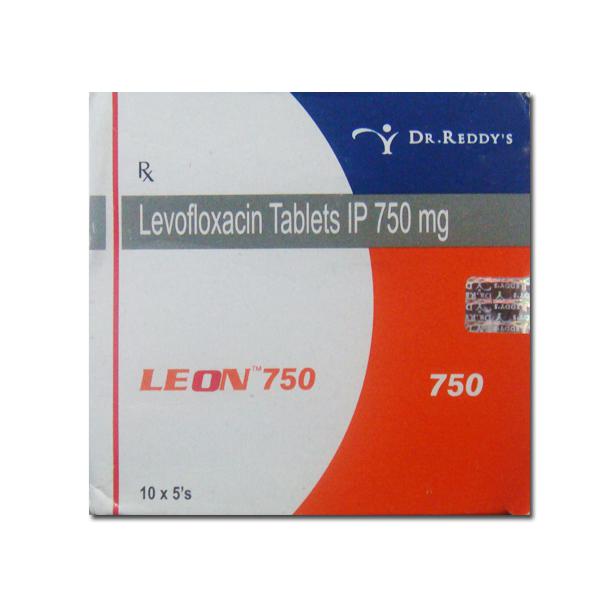 DR.REDDY'S
Rx
Levofloxacin Tablets IP 750 mg
LEON™ 750
750
10 x 5's